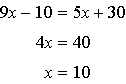 9x − 10 = 5x + 30
4x = 40
x = 10